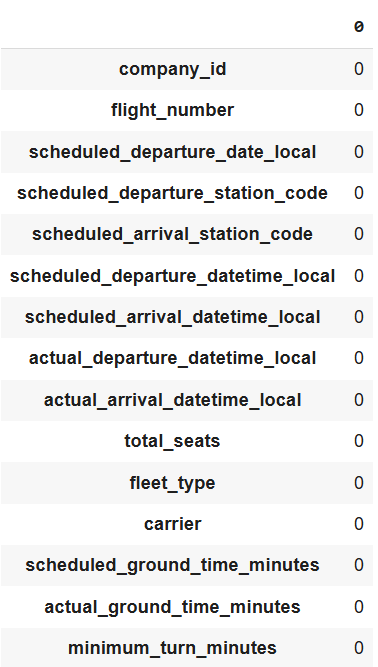 0
company_id 0
flight_number 0
scheduled_departure_date_local 0
scheduled_departure_station_code 0
scheduled_arrival_station_code 0
scheduled_departure_datetime_local 0
scheduled_arrival_datetime_local 0
actual_departure_datetime_local 0
actual_arrival_datetime_local 0
total_seats 0
fleet_type 0
carrier 0
scheduled_ground_time_minutes 0
actual_ground_time_minutes 0
minimum_turn_minutes 0